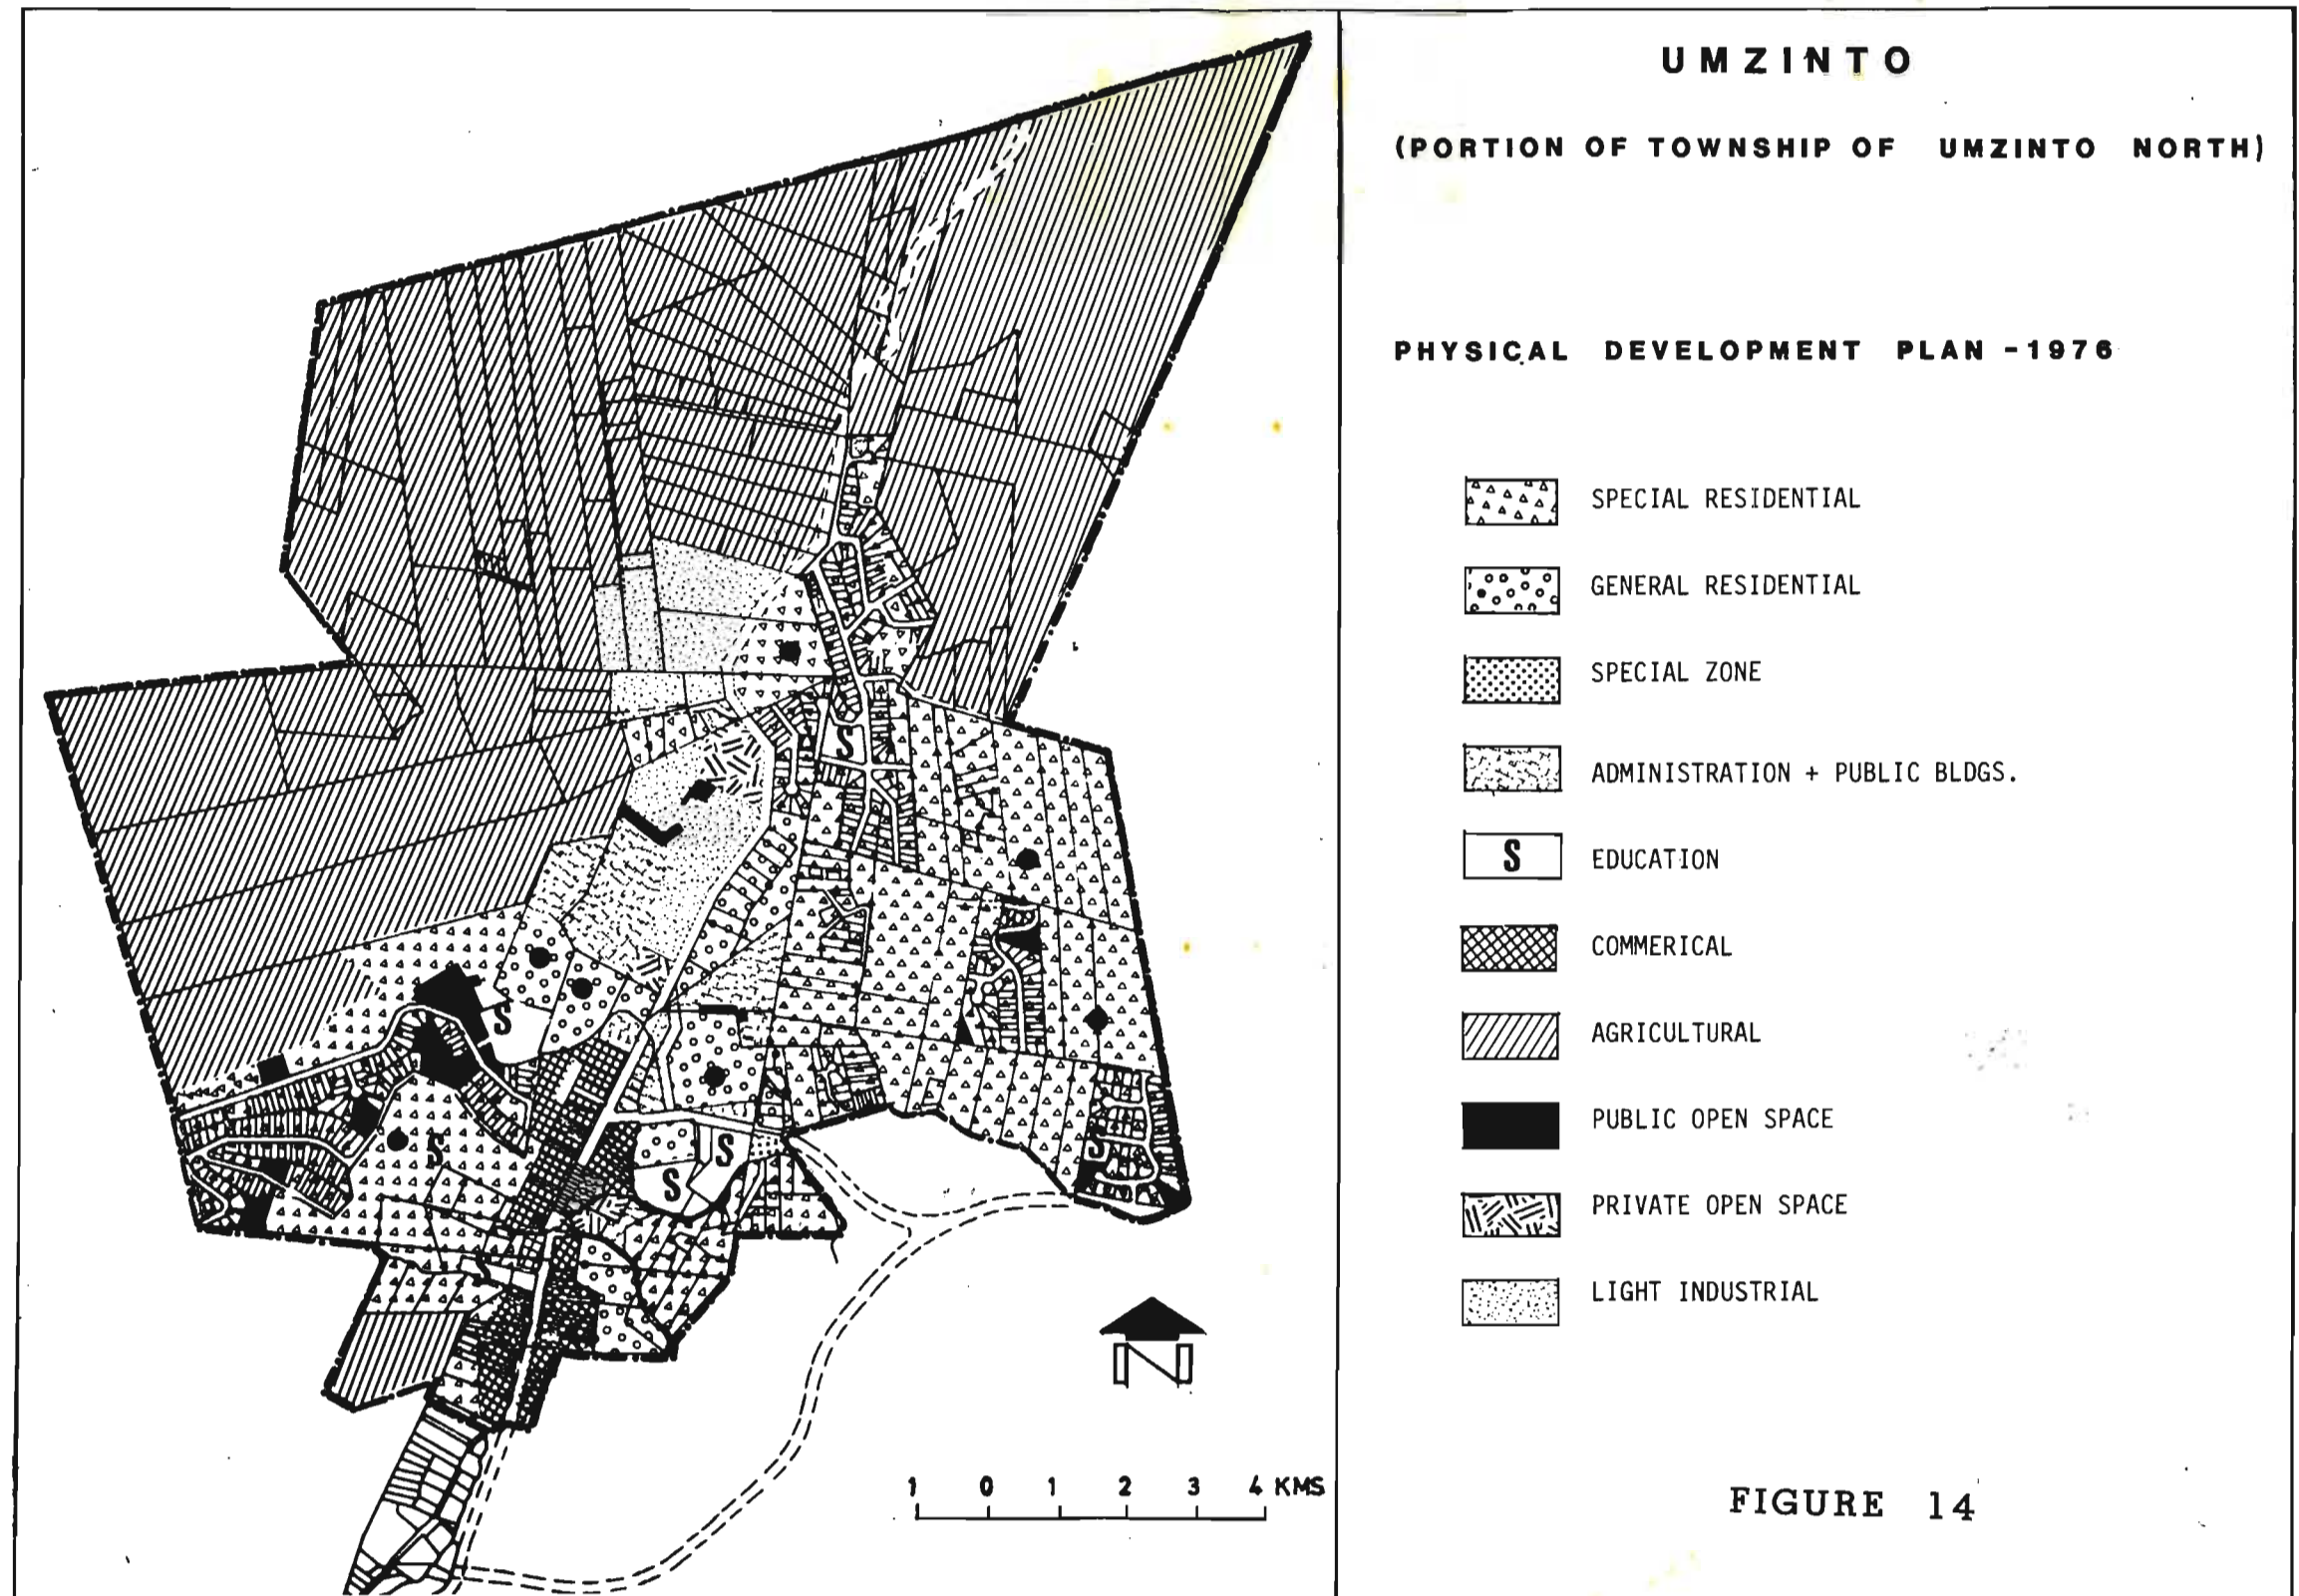 UMZINTO
(PORTION OF TOWNSHIP OF UMZINTO NORTH)
PHYSICAL DEVELOPMENT PLAN - 1976
SPECIAL RESIDENTIAL
GENERAL RESIDENTIAL
SPECIAL ZONE
ADMINISTRATION + PUBLIC BLDGS.
S EDUCATION
COMMERICAL
AGRICULTURAL
PUBLIC OPEN SPACE
PRIVATE OPEN SPACE
LIGHT INDUSTRIAL
S
S
S
S
S
S
N
1 0 1 2 3 4 KMS
FIGURE 14